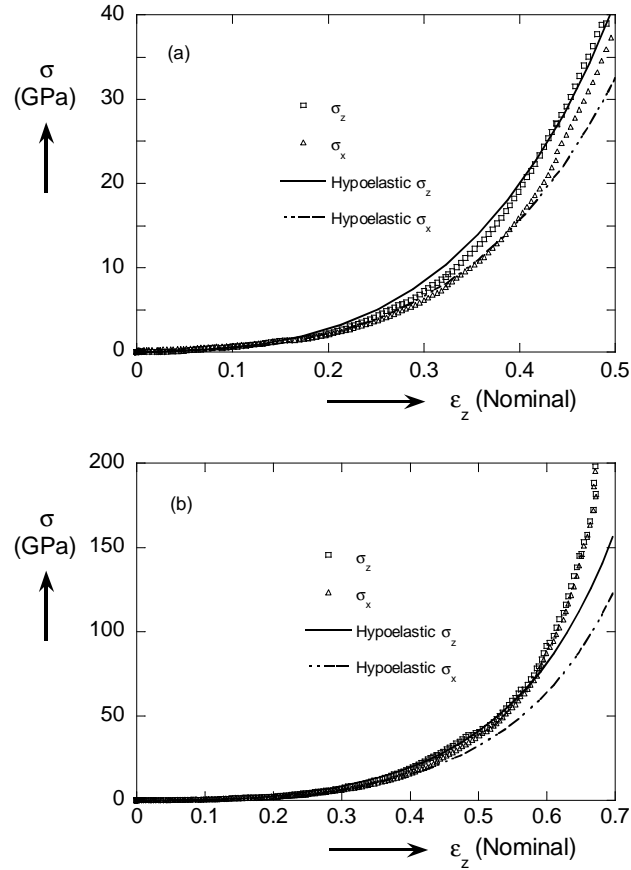 40
(a)
σ
(GPa)
σz
30
σx
Hypoelastic σz
20
Hypoelastic σx
10
0
0 0.1 0.2 0.3 0.4 0.5
εz (Nominal)
200
(b)
σ
(GPa)
σz
150
σx
Hypoelastic σz
100
Hypoelastic σx
50
0
0 0.1 0.2 0.3 0.4 0.5 0.6 0.7
εz (Nominal)